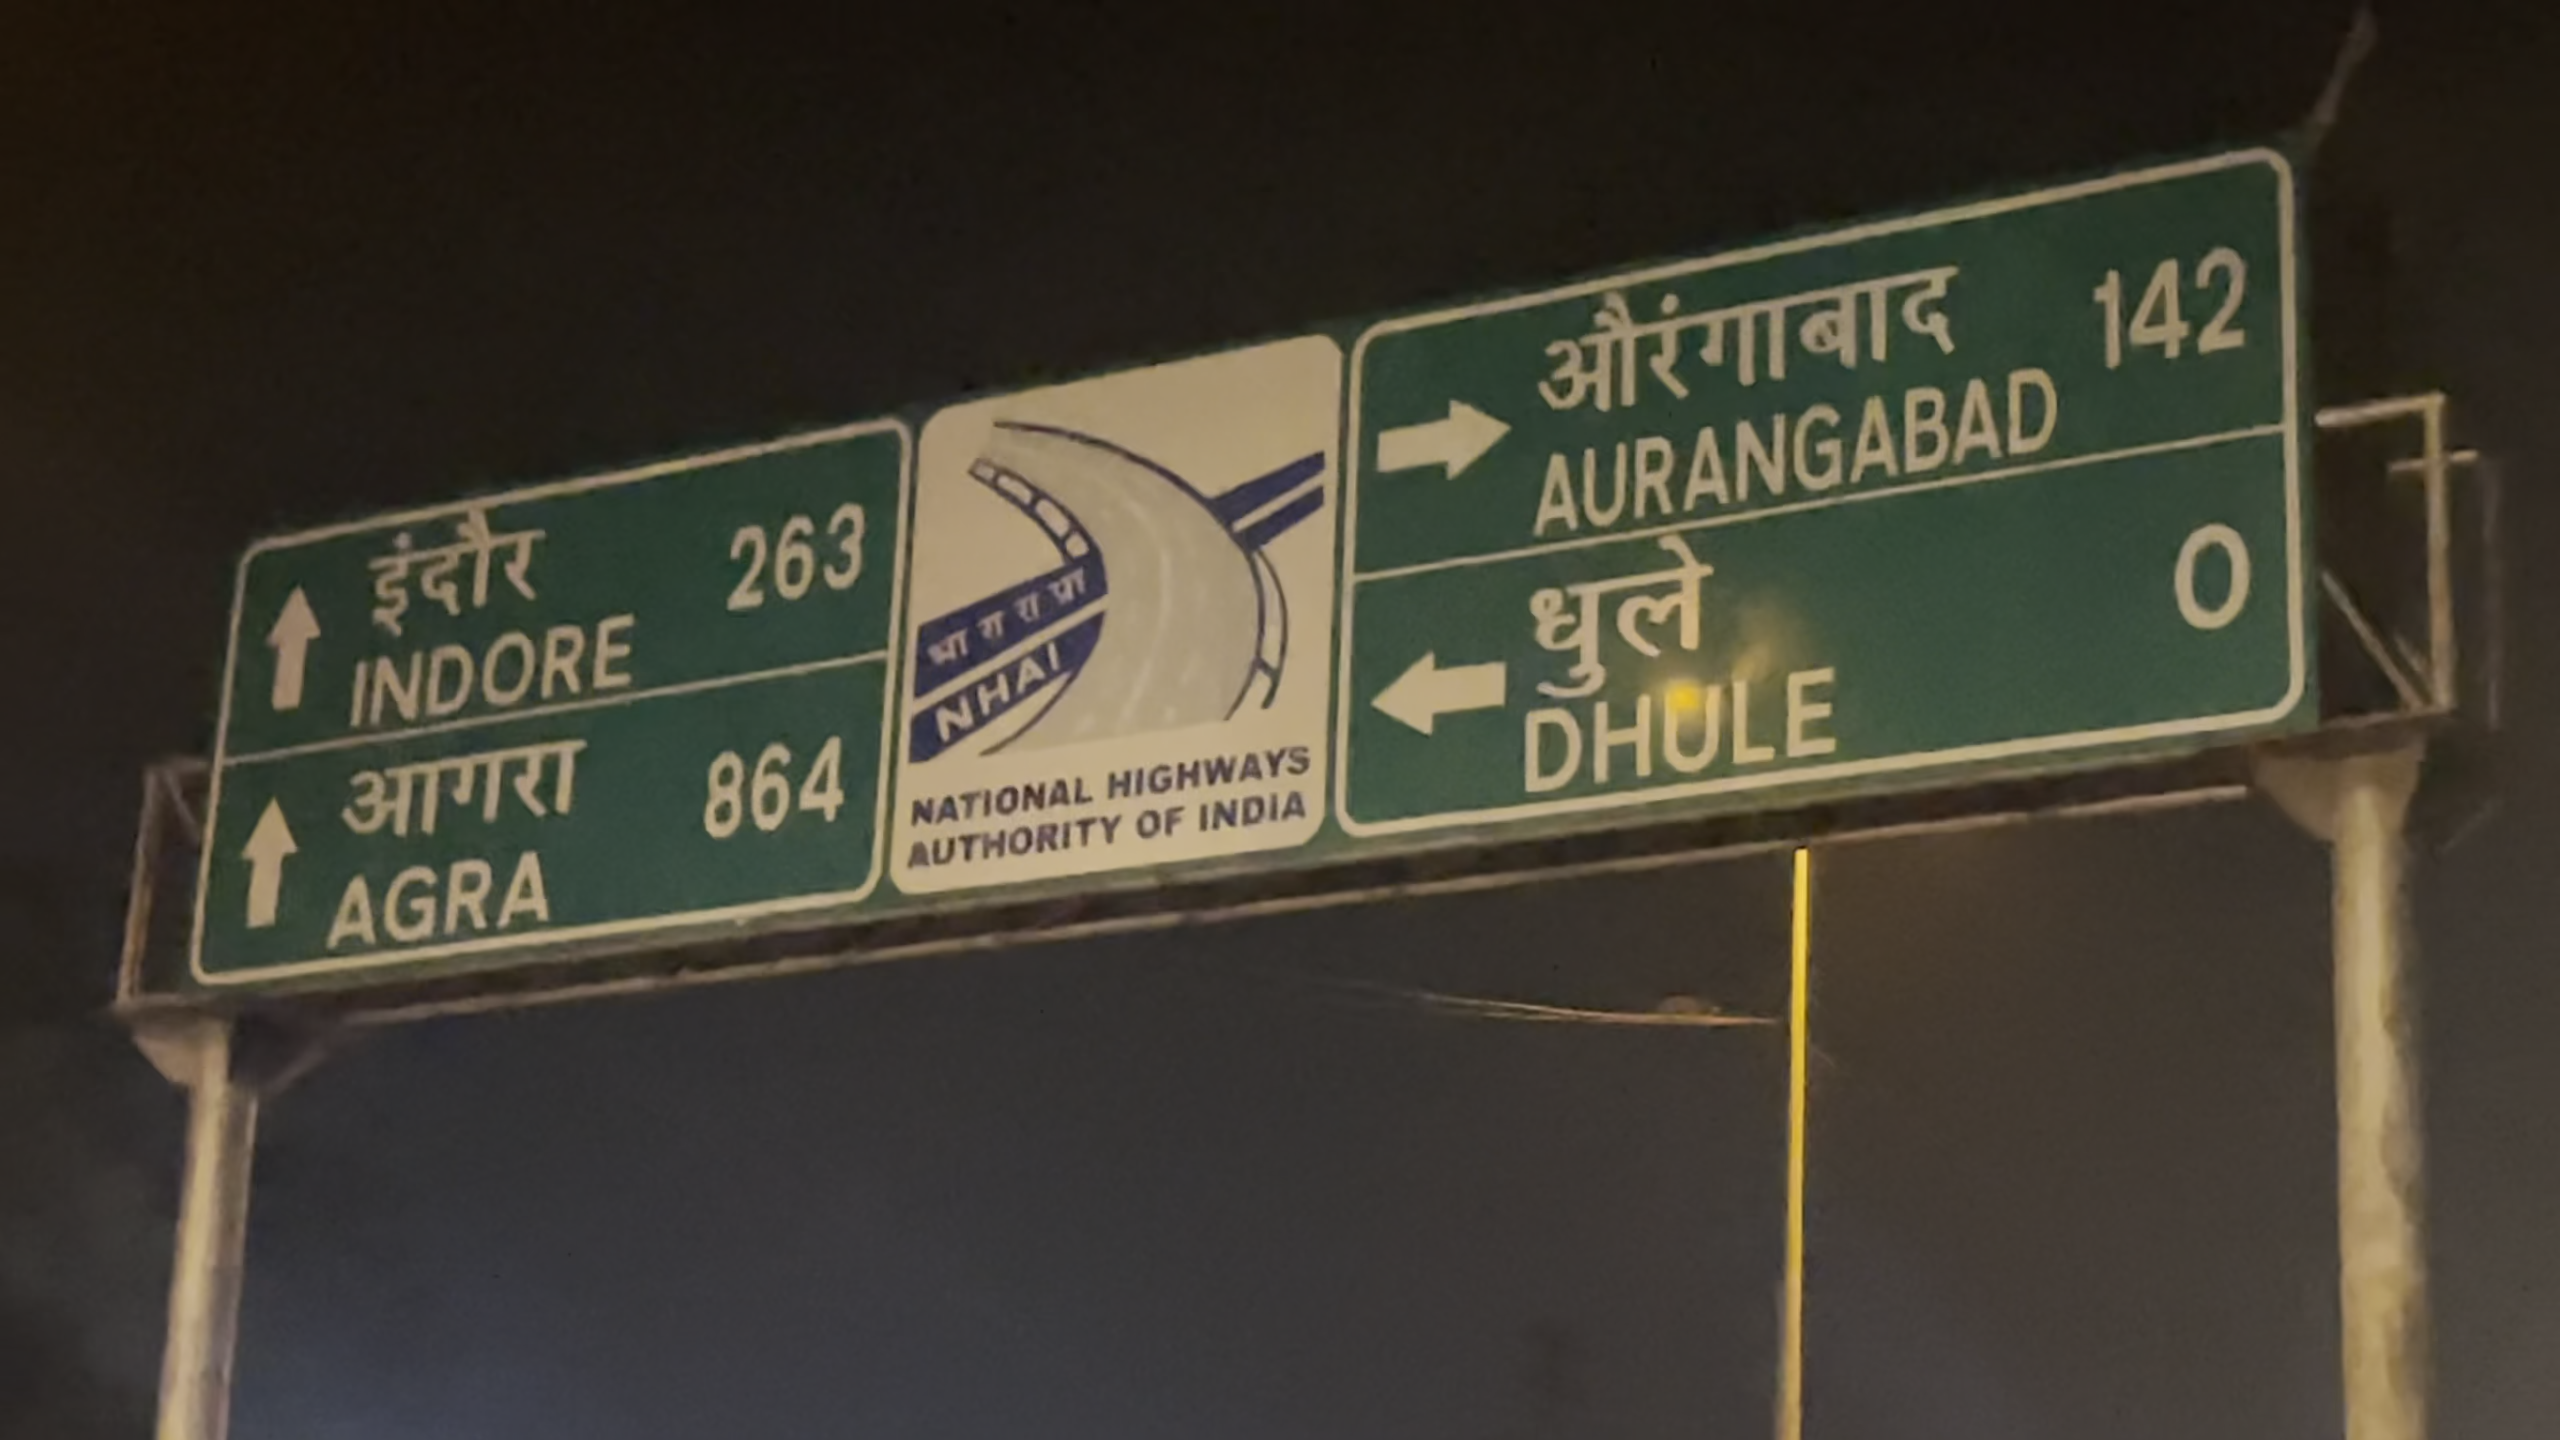 इंदौर 263
INDORE
आगरा 864
AGRA
भा रा रा प्रा
NHAI
NATIONAL HIGHWAYS
AUTHORITY OF INDIA
औरंगाबाद 142
AURANGABAD
धुले 0
DHULE